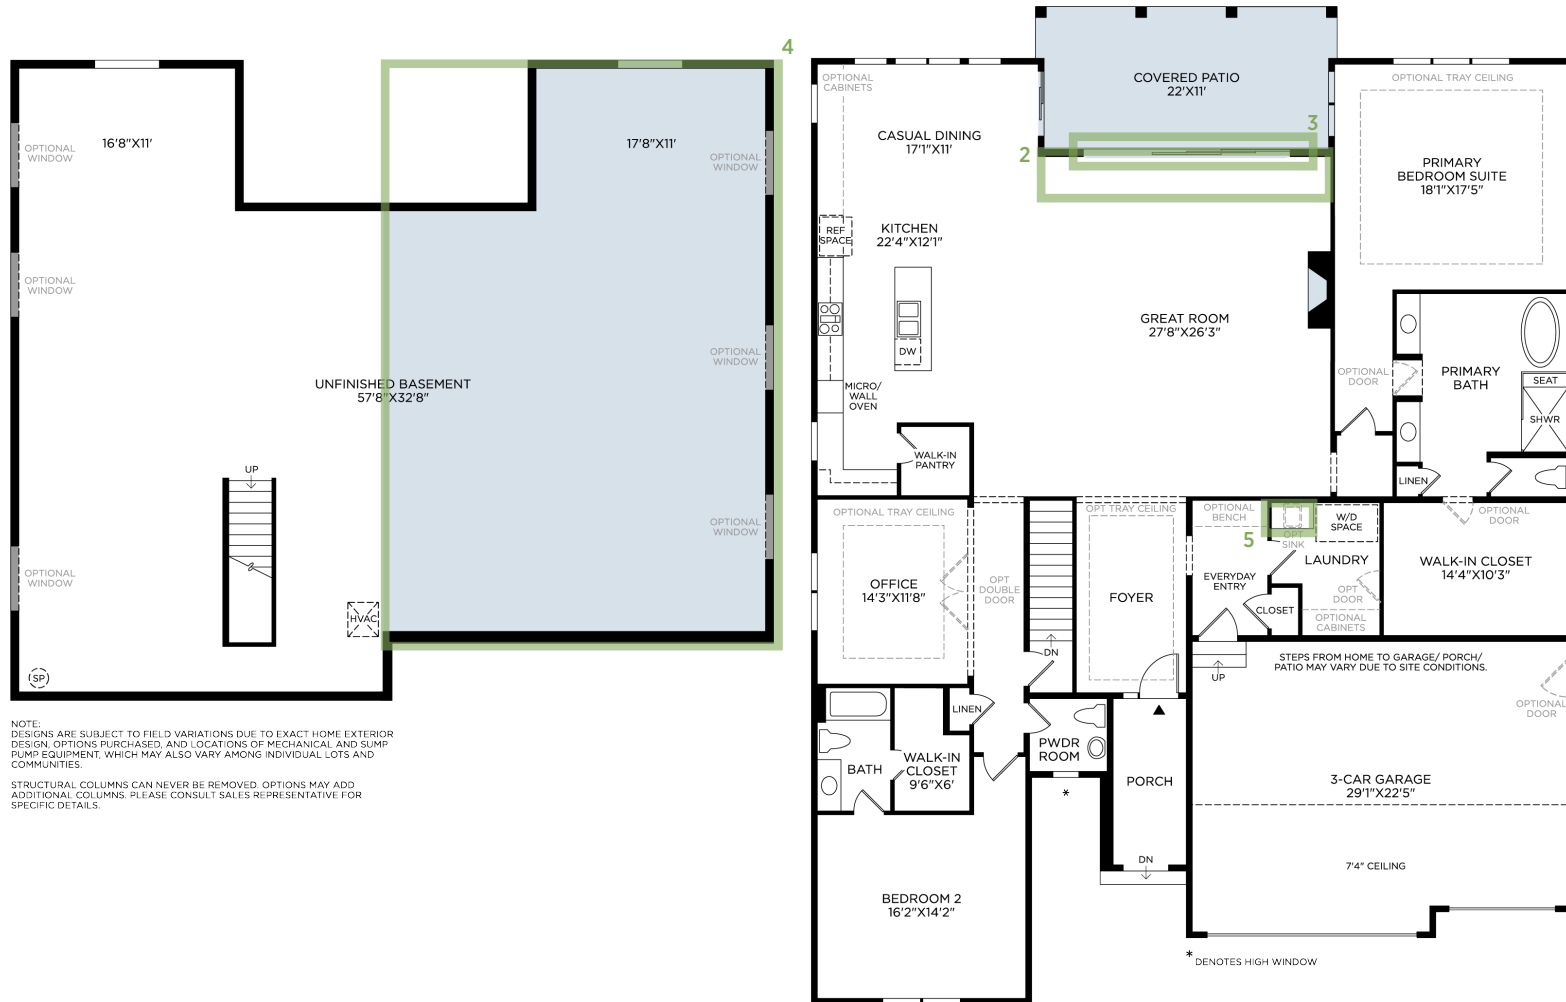 4
16'8"X11'
17'8"X11'
OPTIONAL
WINDOW
OPTIONAL
WINDOW
OPTIONAL
WINDOW
OPTIONAL
WINDOW
UNFINISHED BASEMENT
57'8"X32'8"
UP
OPTIONAL
WINDOW
OPTIONAL
WINDOW
HVAC
SP
NOTE:
DESIGNS ARE SUBJECT TO FIELD VARIATIONS DUE TO EXACT HOME EXTERIOR
DESIGN, OPTIONS PURCHASED, AND LOCATIONS OF MECHANICAL AND SUMP
PUMP EQUIPMENT, WHICH MAY ALSO VARY AMONG INDIVIDUAL LOTS AND
COMMUNITIES.
STRUCTURAL COLUMNS CAN NEVER BE REMOVED. OPTIONS MAY ADD
ADDITIONAL COLUMNS. PLEASE CONSULT SALES REPRESENTATIVE FOR
SPECIFIC DETAILS.
OPTIONAL
CABINETS
COVERED PATIO
22'X11'
OPTIONAL TRAY CEILING
3
2
CASUAL DINING
17'1"X11'
PRIMARY
BEDROOM SUITE
18'1"X17'5"
REF
SPACE
KITCHEN
22'4"X12'1"
GREAT ROOM
27'8"X26'3"
DW
MICRO/
WALL
OVEN
OPTIONAL
DOOR
PRIMARY
BATH
SEAT
SHWR
WALK-IN
PANTRY
LINEN
OPTIONAL TRAY CEILING
OPT TRAY CEILING
OPTIONAL
BENCH
5
OPT
SINK
W/D
SPACE
OPTIONAL
DOOR
OFFICE
14'3"X11'8"
OPT
DOUBLE
DOOR
FOYER
EVERYDAY
ENTRY
LAUNDRY
WALK-IN CLOSET
14'4"X10'3"
OPT
DOOR
CLOSET
OPTIONAL
CABINETS
DN
UP
STEPS FROM HOME TO GARAGE/ PORCH/
PATIO MAY VARY DUE TO SITE CONDITIONS.
OPTIONAL
DOOR
LINEN
PWDR
ROOM
BATH
WALK-IN
CLOSET
9'6"X6'
*
PORCH
3-CAR GARAGE
29'1"X22'5"
DN
7'4" CEILING
BEDROOM 2
16'2"X14'2"
* DENOTES HIGH WINDOW